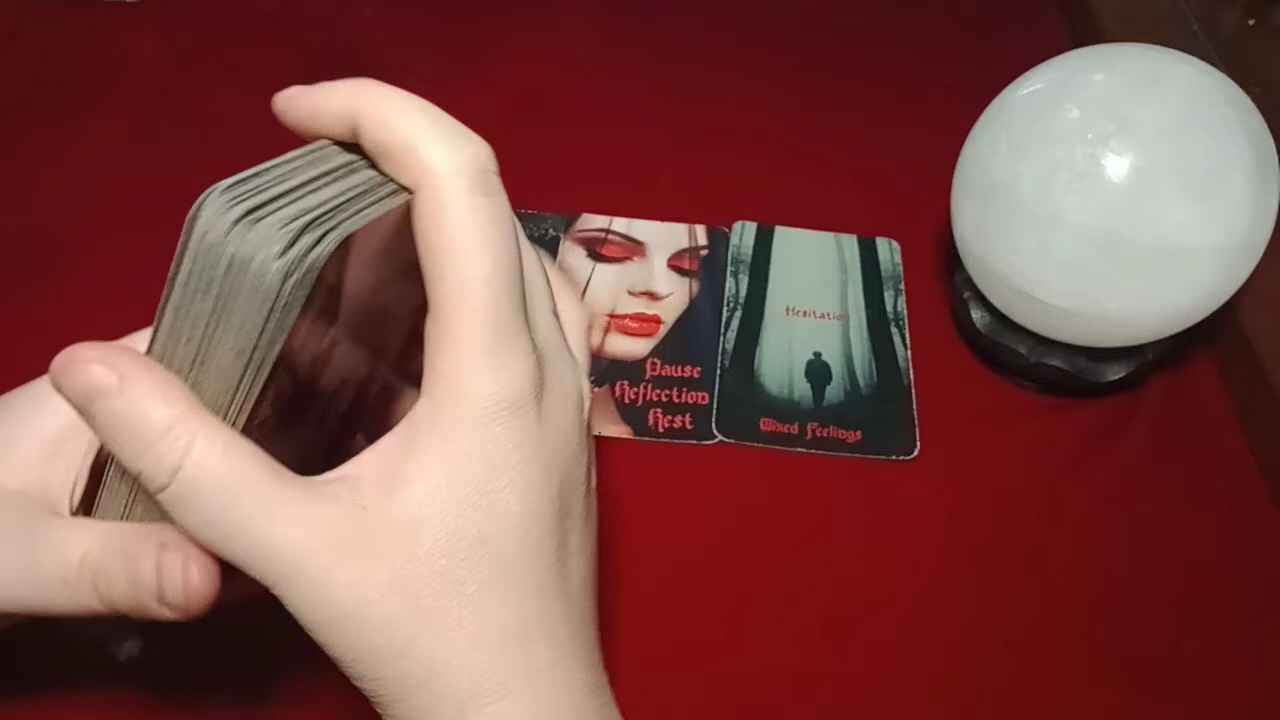 Pause
Reflection
Rest
Hesitation
Mixed Feelings